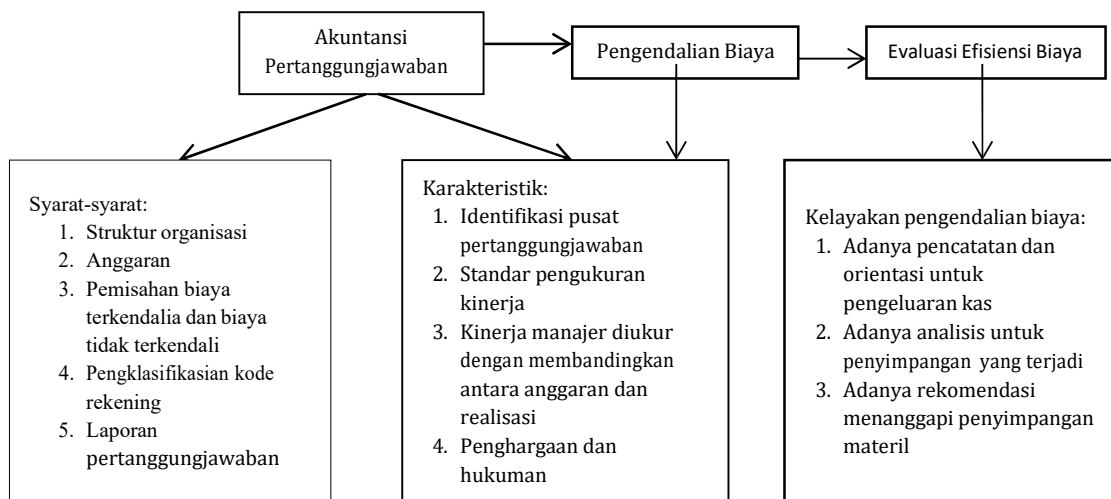 Akuntansi
Pertanggungjawaban
Pengendalian Biaya
Evaluasi Efisiensi Biaya
Syarat-syarat:
1. Struktur organisasi
2. Anggaran
3. Pemisahan biaya
terkendalia dan biaya
tidak terkendali
4. Pengklasifikasian kode
rekening
5. Laporan
pertanggungjawaban
Karakteristik:
1. Identifikasi pusat
pertanggungjawaban
2. Standar pengukuran
kinerja
3. Kinerja manajer diukur
dengan membandingkan
antara anggaran dan
realisasi
4. Penghargaan dan
hukuman
Kelayakan pengendalian biaya:
1. Adanya pencatatan dan
orientasi untuk
pengeluaran kas
2. Adanya analisis untuk
penyimpangan yang terjadi
3. Adanya rekomendasi
menanggapi penyimpangan
materil